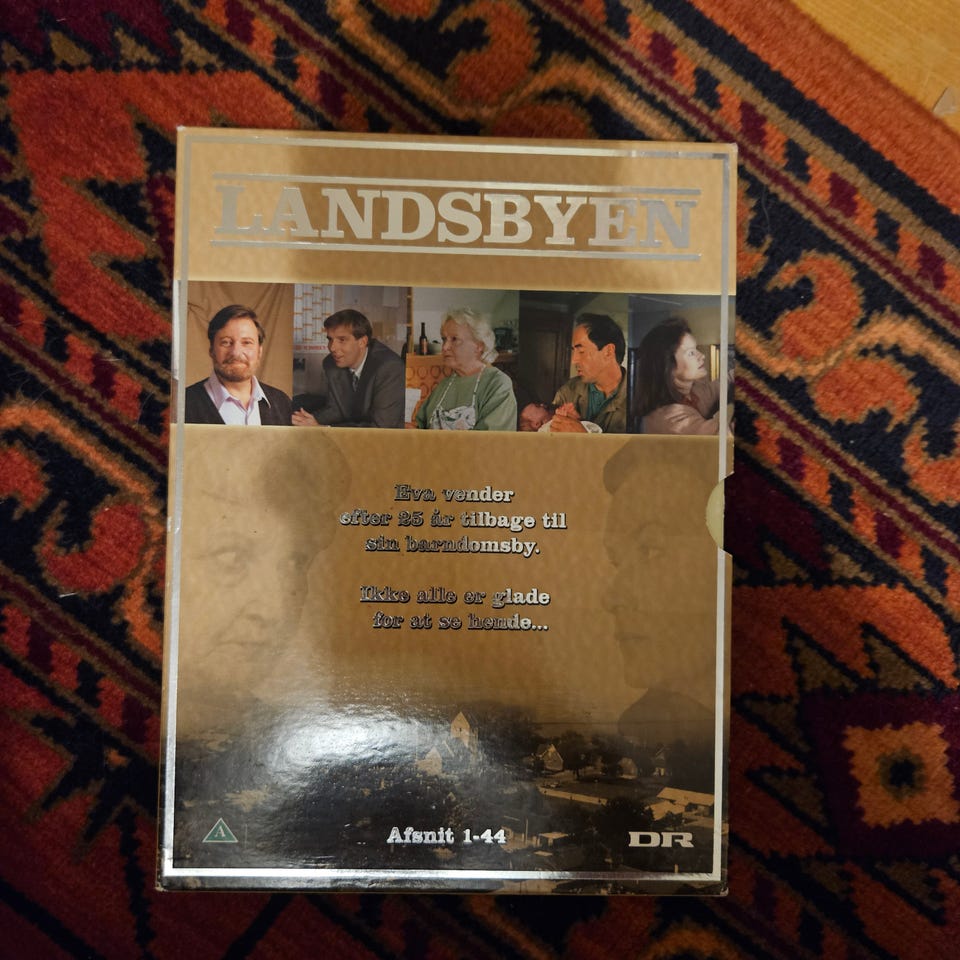 LANDSBYEN
Eva vender
efter 25 år tilbage til
sin barndomsby.
Ikke alle er glade
for at se hende...
A
Afsnit 1-44
DR